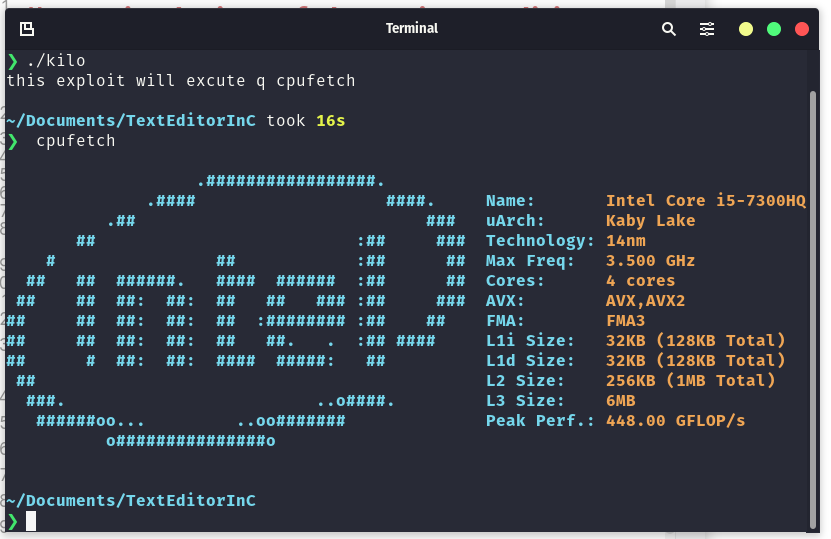 Terminal
❯ ./kilo
this exploit will excute q cpufetch
~/Documents/TextEditorInC took 16s
❯ cpufetch
.#################.
.#### ####. Name: Intel Core i5-7300HQ
.## ### uArch: Kaby Lake
## :## ### Technology: 14nm
# ## :## ## Max Freq: 3.500 GHz
## ## ######. #### ###### :## ## Cores: 4 cores
## ## ##: ##: ## ## ### :## ### AVX: AVX,AVX2
## ## ##: ##: ## :######## :## ## FMA: FMA3
## ## ##: ##: ## ##. . :## #### L1i Size: 32KB (128KB Total)
## # ##: ##: #### #####: ## L1d Size: 32KB (128KB Total)
## L2 Size: 256KB (1MB Total)
###. ..o####. L3 Size: 6MB
######oo... ..oo####### Peak Perf.: 448.00 GFLOP/s
o###############o
~/Documents/TextEditorInC
❯